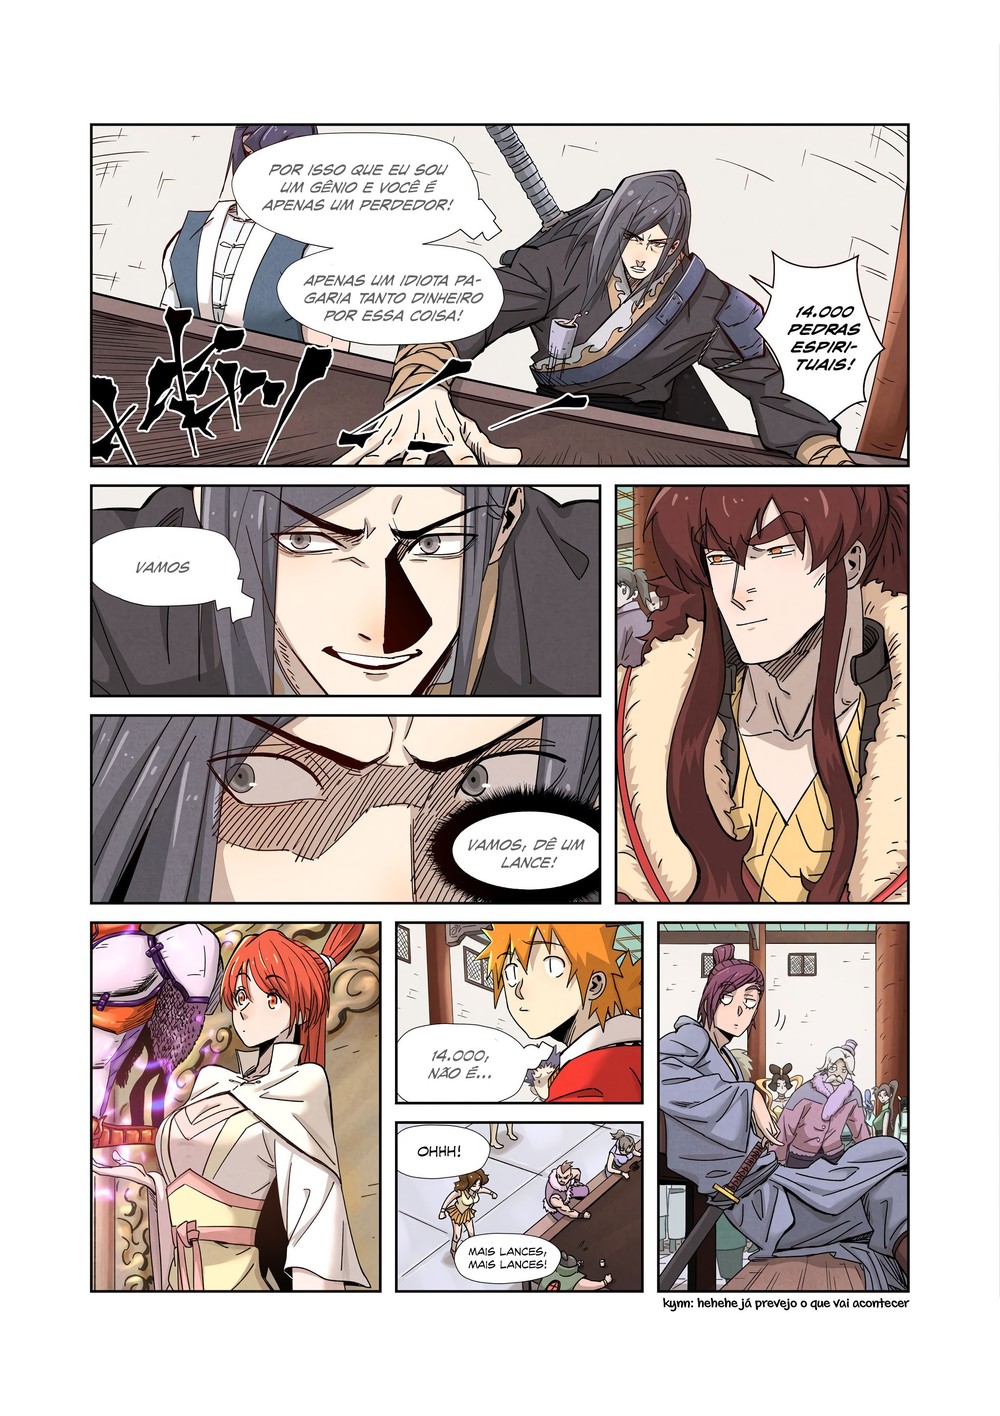 POR ISSO QUE EU SOU
UM GÊNIO E VOCÊ É
APENAS UM PERDEDOR!
APENAS UM IDIOTA PA-
GARIA TANTO DINHEIRO
POR ESSA COISA!
14.000
PEDRAS
ESPIRI-
TUAIS!
VAMOS
VAMOS, DÊ UM
LANCE!
14.000,
NÃO É...
OHHH!
MAIS LANCES,
MAIS LANCES!
kynn: hehehe já prevejo o que vai acontecer